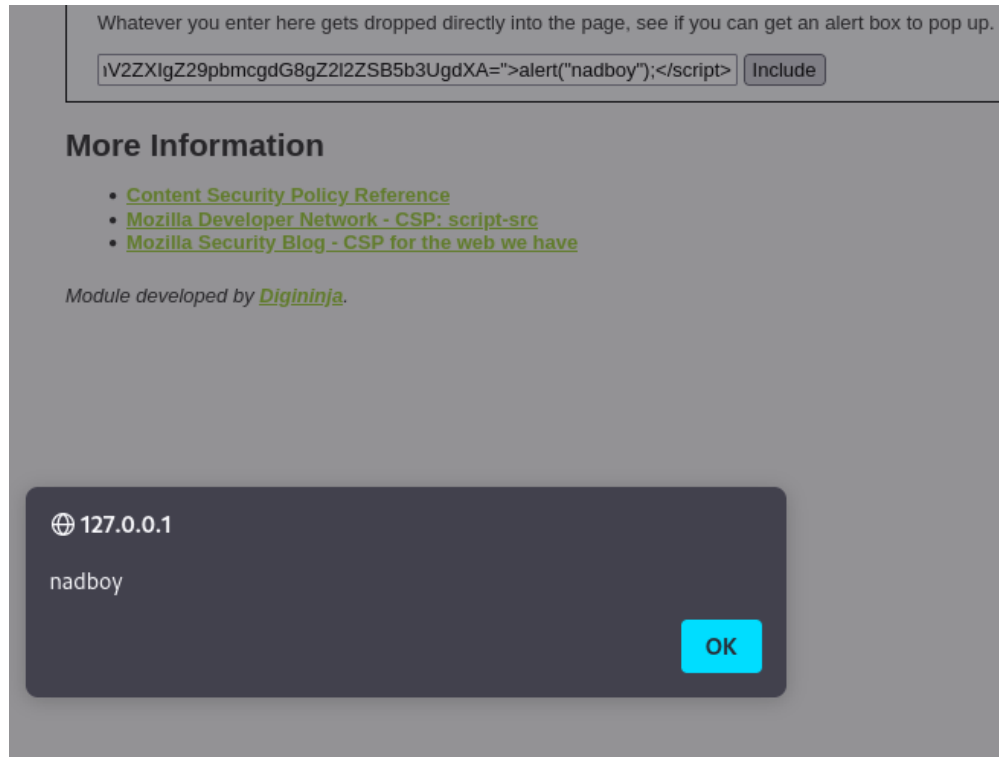 Whatever you enter here gets dropped directly into the page, see if you can get an alert box to pop up.
V2ZXIgZ29pbmcgdG8gZ2l2ZSB5b3UgdXA=">alert("nadboy");</script> Include
More Information
• Content Security Policy Reference
• Mozilla Developer Network - CSP: script-src
• Mozilla Security Blog - CSP for the web we have
Module developed by Digininja.
127.0.0.1
nadboy
OK